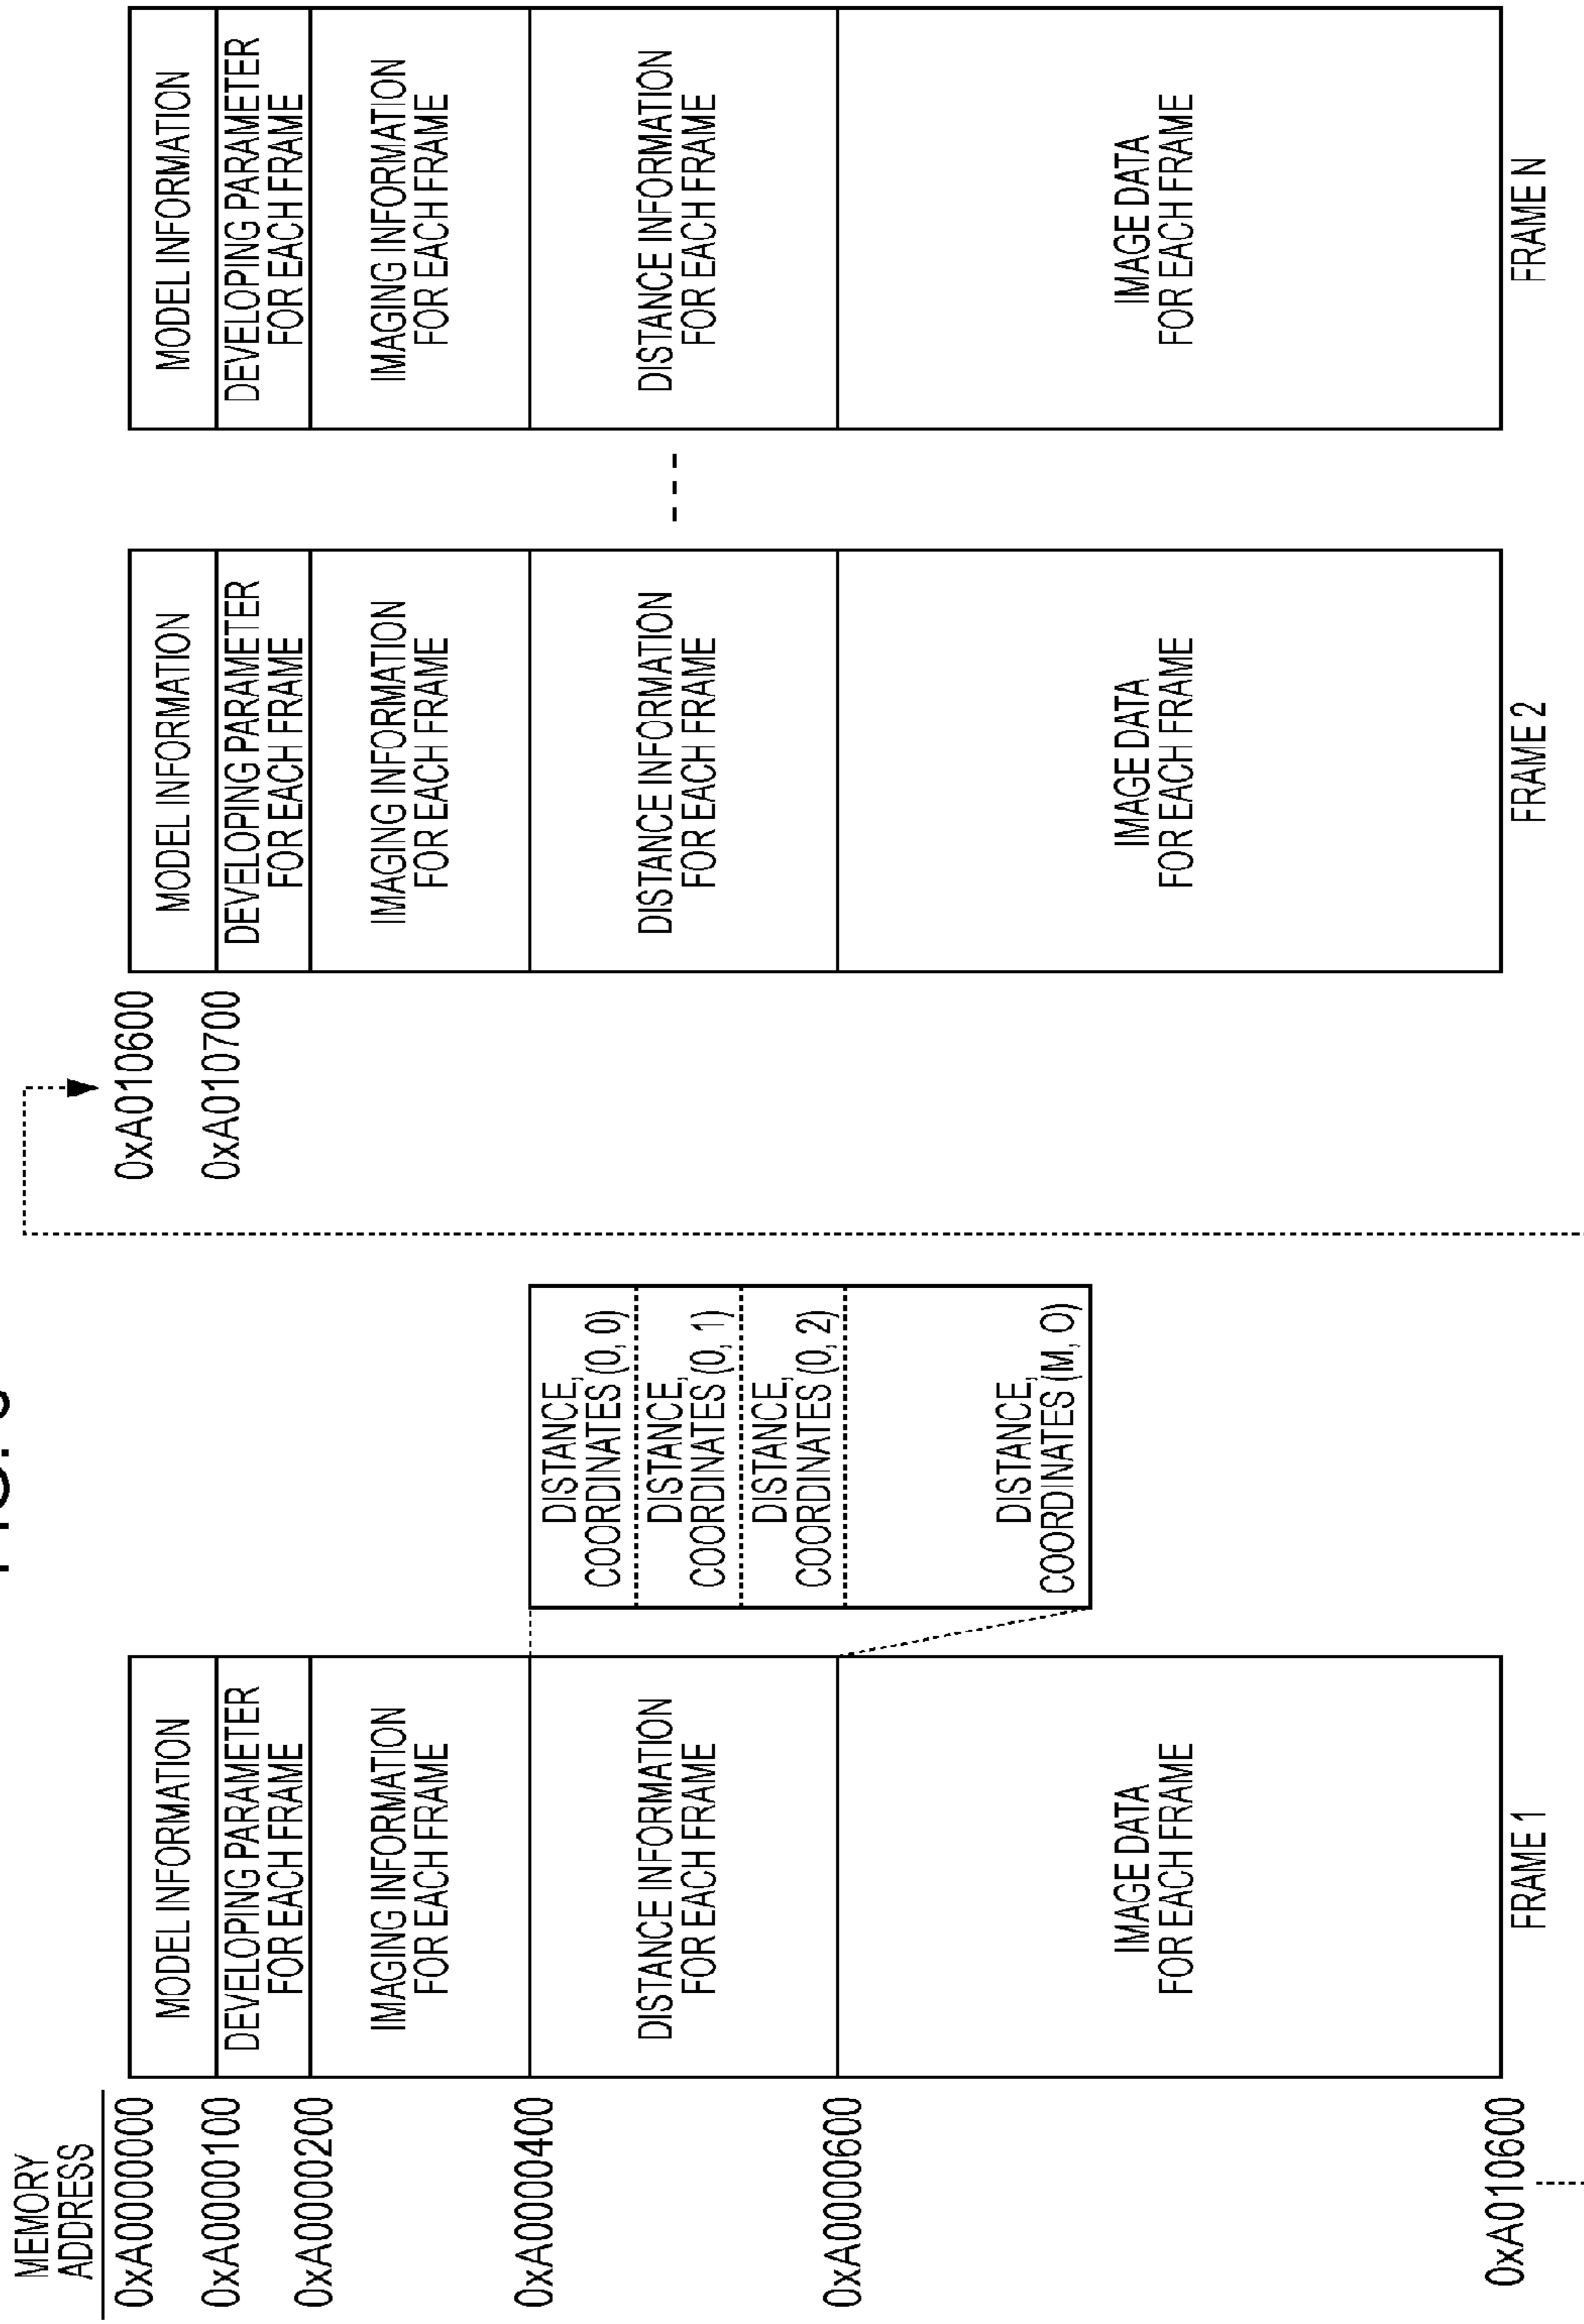 MEMORY
ADDRESS
0xA0000000
0xA0000100
0xA0000200
0xA0000400
0xA0000600
0xA010600
MODEL INFORMATION
DEVELOPING PARAMETER
FOR EACH FRAME
IMAGING INFORMATION
FOR EACH FRAME
DISTANCE INFORMATION
FOR EACH FRAME
IMAGE DATA
FOR EACH FRAME
FRAME 1
DISTANCE,
COORDINATES (0, 0)
DISTANCE,
COORDINATES (0, 1)
DISTANCE,
COORDINATES (0, 2)
DISTANCE,
COORDINATES (M, O)
0xA010600
0xA010700
MODEL INFORMATION
DEVELOPING PARAMETER
FOR EACH FRAME
IMAGING INFORMATION
FOR EACH FRAME
DISTANCE INFORMATION
FOR EACH FRAME
IMAGE DATA
FOR EACH FRAME
FRAME 2
MODEL INFORMATION
DEVELOPING PARAMETER
FOR EACH FRAME
IMAGING INFORMATION
FOR EACH FRAME
DISTANCE INFORMATION
FOR EACH FRAME
IMAGE DATA
FOR EACH FRAME
FRAME N